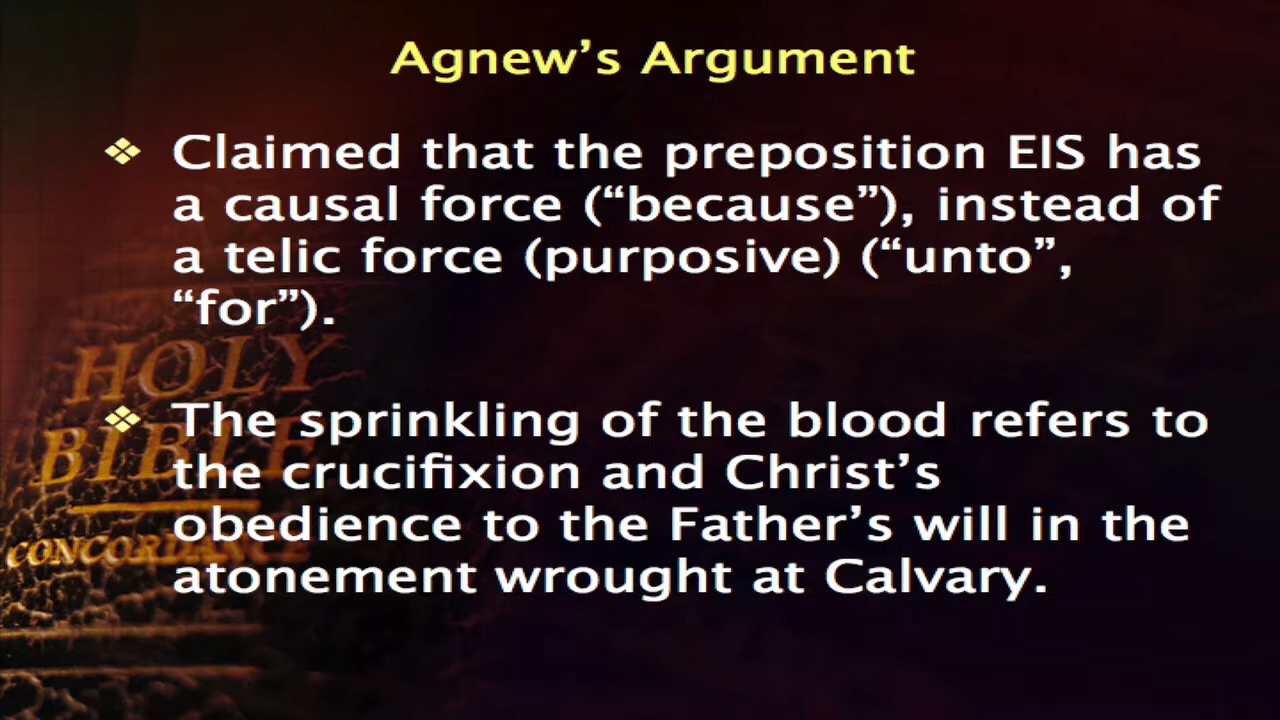 Agnew’s Argument
❖ Claimed that the preposition EIS has
a causal force (“because”), instead of
a telic force (purposive) (“unto”,
“for”).
HOLY
❖ The sprinkling of the blood refers to
BIBLE
the crucifixion and Christ’s
obedience to the Father’s will in the
CONCORDANCE
atonement wrought at Calvary.